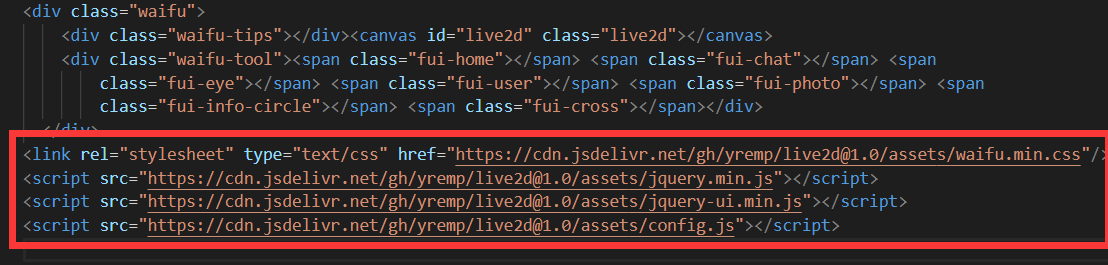 <div class="waifu">
<div class="waifu-tips"></div><canvas id="live2d" class="live2d"></canvas>
<div class="waifu-tool"><span class="fui-home"></span> <span class="fui-chat"></span> <span
class="fui-eye"></span> <span class="fui-user"></span> <span class="fui-photo"></span> <span
class="fui-info-circle"></span> <span class="fui-cross"></span></div>
</div>
<link rel="stylesheet" type="text/css" href="https://cdn.jsdelivr.net/gh/yremp/live2d@1.0/assets/waifu.min.css"/>
<script src="https://cdn.jsdelivr.net/gh/yremp/live2d@1.0/assets/jquery.min.js"></script>
<script src="https://cdn.jsdelivr.net/gh/yremp/live2d@1.0/assets/jquery-ui.min.js"></script>
<script src="https://cdn.jsdelivr.net/gh/yremp/live2d@1.0/assets/config.js"></script>